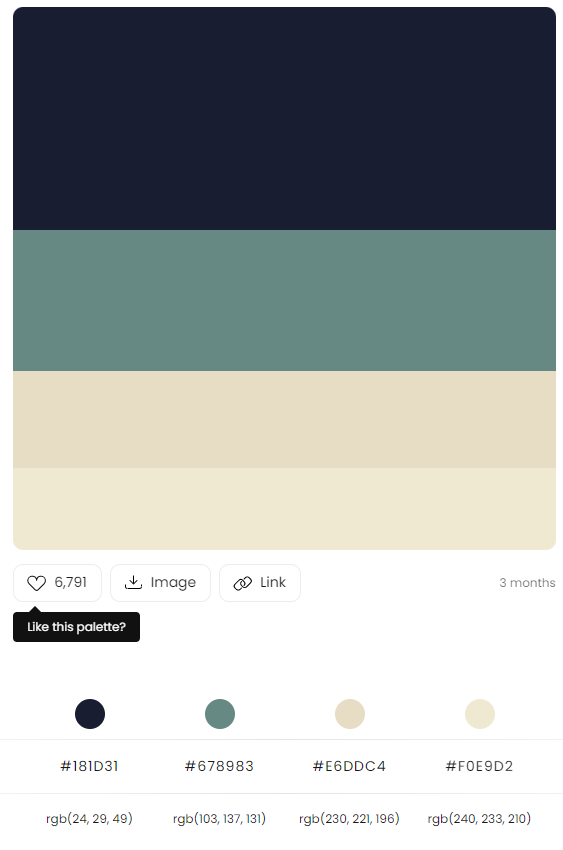 6,791 Image Link 3 months
Like this palette?
#181D31 #678983 #E6DDC4 #F0E9D2
rgb(24, 29, 49) rgb(103, 137, 131) rgb(230, 221, 196) rgb(240, 233, 210)